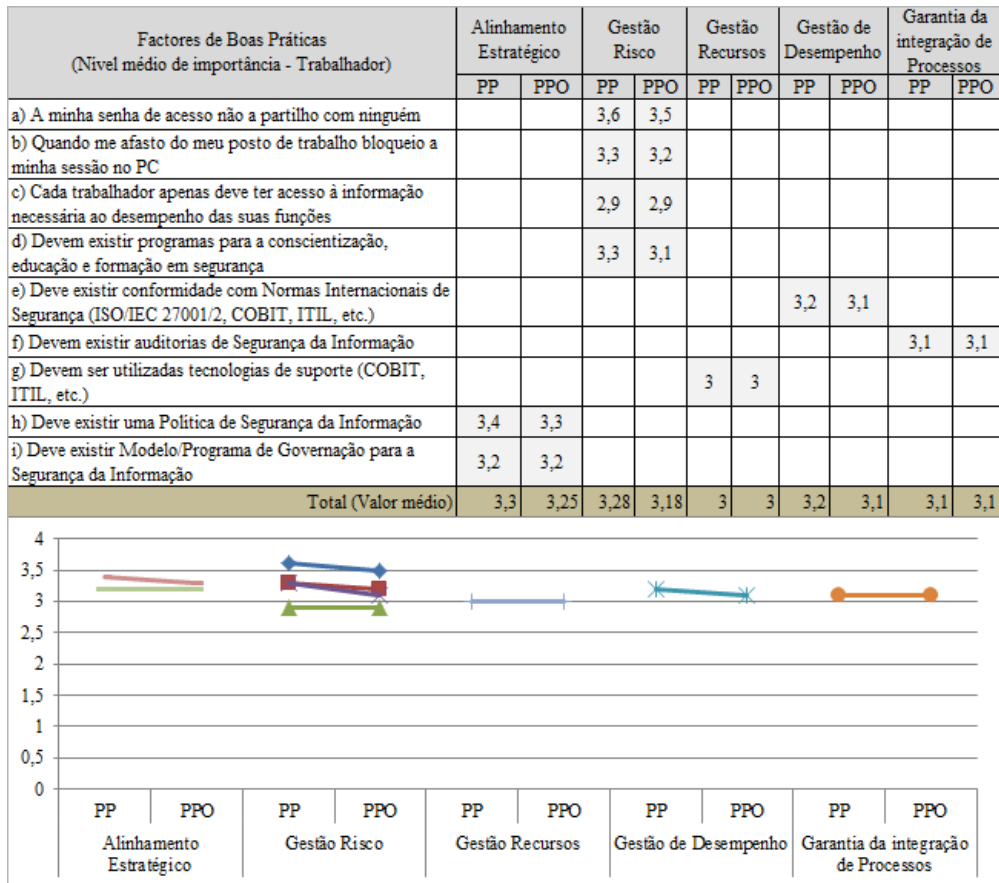 Factores de Boas Práticas
(Nivel médio de importância - Trabalhador)
Alinhamento
Estratégico
Gestão
Risco
Gestão
Recursos
Gestão de
Desempenho
Garantia da
integração de
Processos
PP PPO PP PPO PP PPO PP PPO PP PPO
a) A minha senha de acesso não a partilho com ninguém 3,6 3,5
b) Quando me afasto do meu posto de trabalho bloqueio a
minha sessão no PC 3,3 3,2
c) Cada trabalhador apenas deve ter acesso à informação
necessária ao desempenho das suas funções 2,9 2,9
d) Devem existir programas para a conscientização,
educação e formação em segurança 3,3 3,1
e) Deve existir conformidade com Normas Internacionais de
Segurança (ISO/IEC 27001/2, COBIT, ITIL, etc.) 3,2 3,1
f) Devem existir auditorias de Segurança da Informação 3,1 3,1
g) Devem ser utilizadas tecnologias de suporte (COBIT,
ITIL, etc.) 3 3
h) Deve existir uma Política de Segurança da Informação 3,4 3,3
i) Deve existir Modelo/Programa de Governação para a
Segurança da Informação 3,2 3,2
Total (Valor médio) 3,3 3,25 3,28 3,18 3 3 3,2 3,1 3,1 3,1
4
3,5
3
2,5
2
1,5
1
0,5
0
PP PPO PP PPO PP PPO PP PPO PP PPO
Alinhamento
Estratégico
Gestão Risco
Gestão Recursos
Gestão de Desempenho
Garantia da integração
de Processos